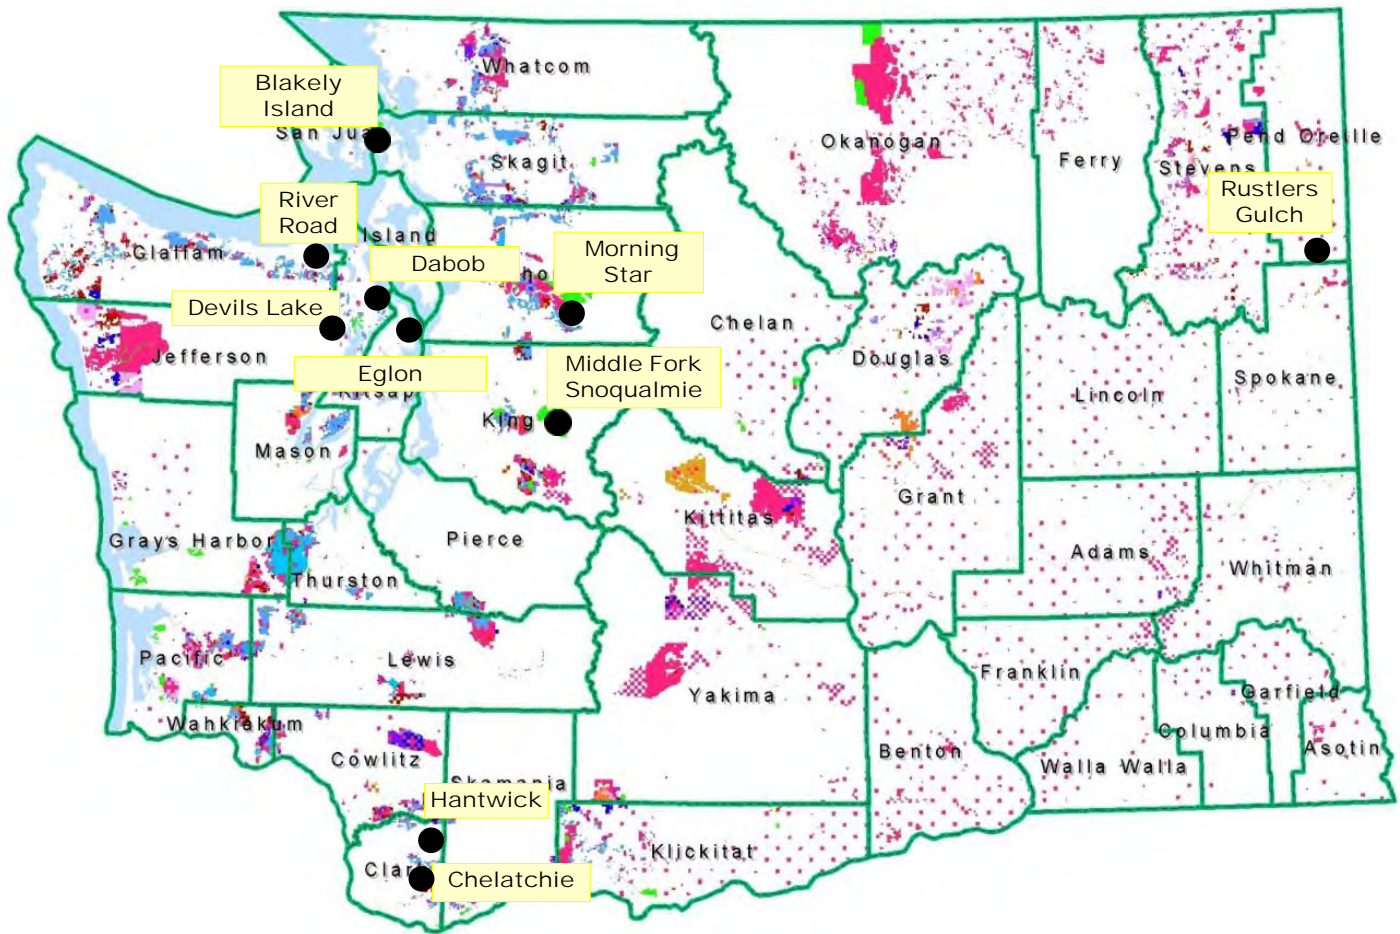 Whatcom
Blakely
Island
San Jua
Skagit
Okanogan
Ferry
Pend Oreille
Stevens
Rustlers
Gulch
River
Road
Island
Clallam
Dabob
Morning
Star
ho
Devils Lake
Jefferson
Chelan
Douglas
Eglon
Kitsap
Middle Fork
Snoqualmie
King
Lincoln
Spokane
Mason
Grant
Kittitas
Grays Harbor
Pierce
Thurston
Adams
Whitman
Pacific
Lewis
Yakima
Franklin
Garfield
Wahkiakum
Cowlitz
Skamania
Benton
Columbia
Walla Walla
Asotin
Hantwick
Klickitat
Clar
Chelatchie